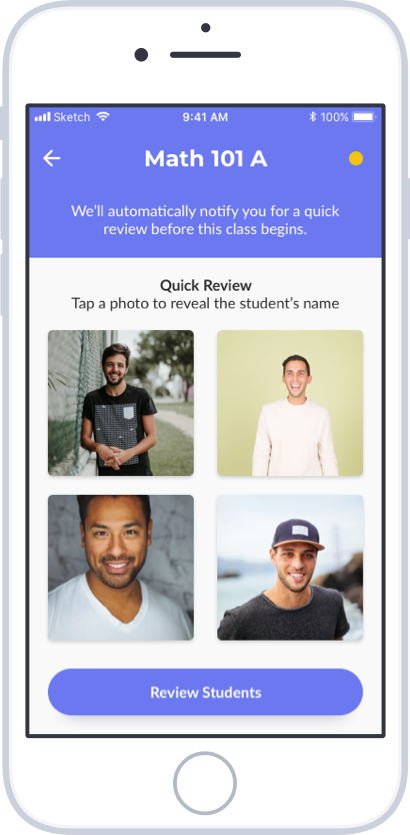 Sketch 9:41 AM 100%
Math 101 A
We'll automatically notify you for a quick
review before this class begins.
Quick Review
Tap a photo to reveal the student's name
Review Students